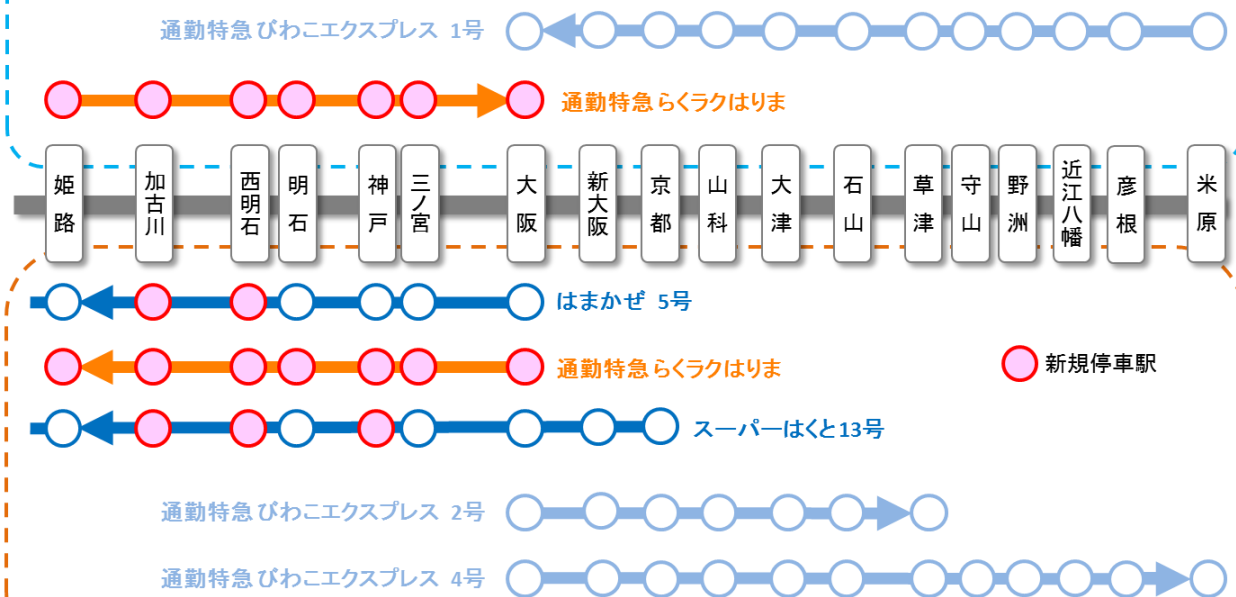 通勤特急びわこエクスプレス 1号
通勤特急らくラクはりま
姫路
加古川
西明石
明石
神戸
三ノ宮
大阪
新大阪
京都
山科
大津
石山
草津
守山
野洲
近江八幡
彦根
米原
はまかぜ 5号
通勤特急らくラクはりま
新規停車駅
スーパーはくと13号
通勤特急びわこエクスプレス 2号
通勤特急びわこエクスプレス 4号